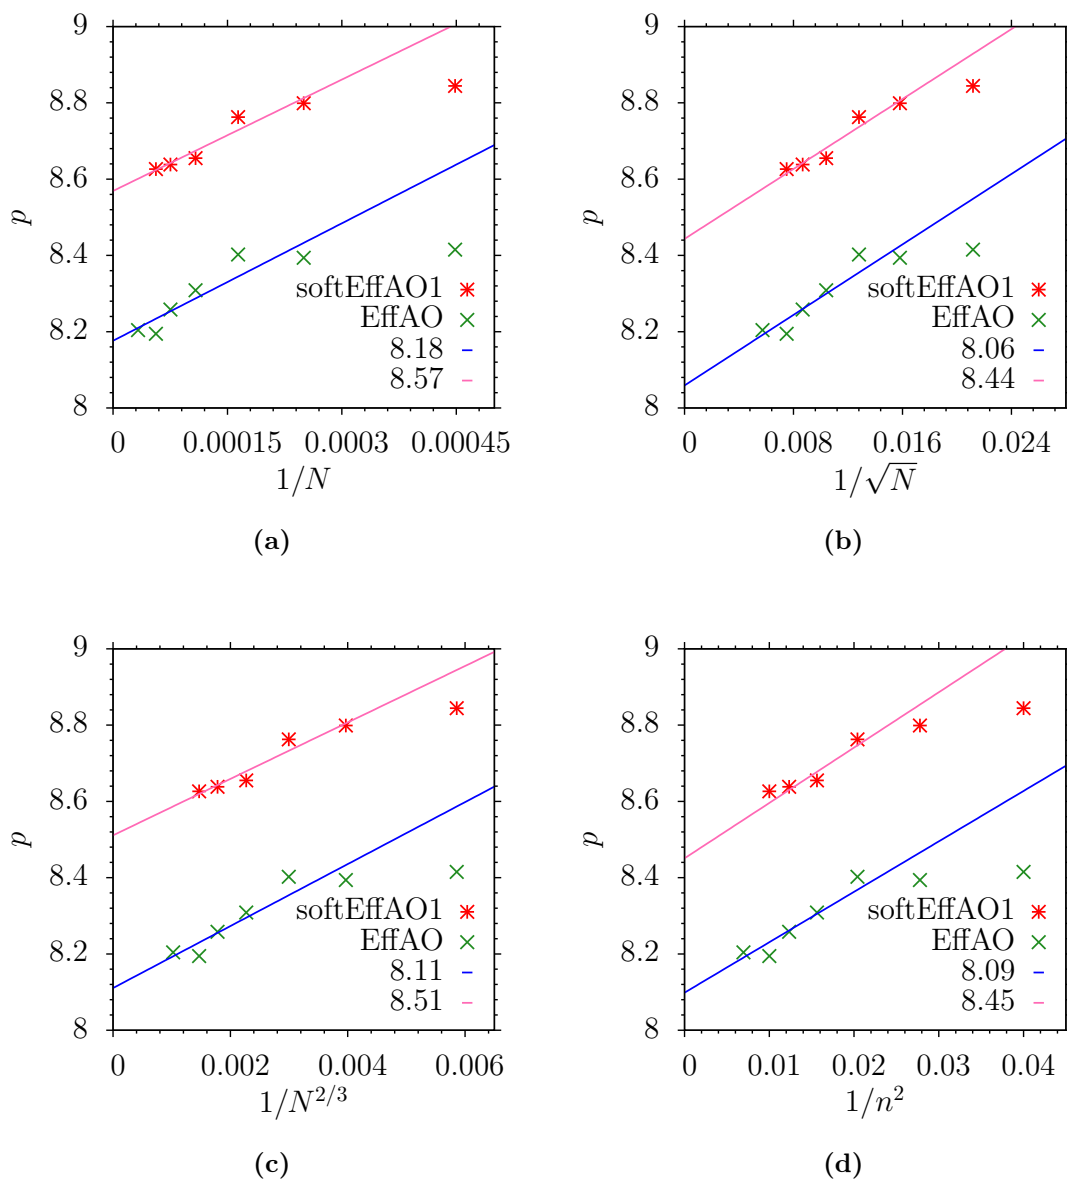 9
8.8
8.6
8.4
8.2
8
p
softEffAO1
EffAO
8.18
8.57
0 0.00015 0.0003 0.00045
1/N
(a)
9
8.8
8.6
8.4
8.2
8
p
softEffAO1
EffAO
8.06
8.44
0 0.008 0.016 0.024
1/√N
(b)
9
8.8
8.6
8.4
8.2
8
p
softEffAO1
EffAO
8.11
8.51
0 0.002 0.004 0.006
1/N^{2/3}
(c)
9
8.8
8.6
8.4
8.2
8
p
softEffAO1
EffAO
8.09
8.45
0 0.01 0.02 0.03 0.04
1/n²
(d)